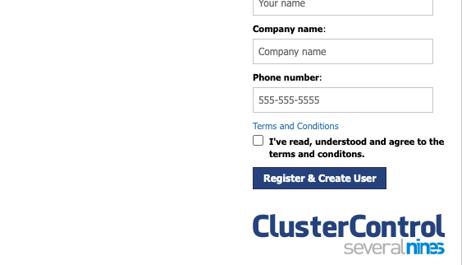 Your name
Company name:
Company name
Phone number:
555-555-5555
Terms and Conditions
I've read, understood and agree to the
terms and conditons.
Register & Create User
ClusterControl
severalnines